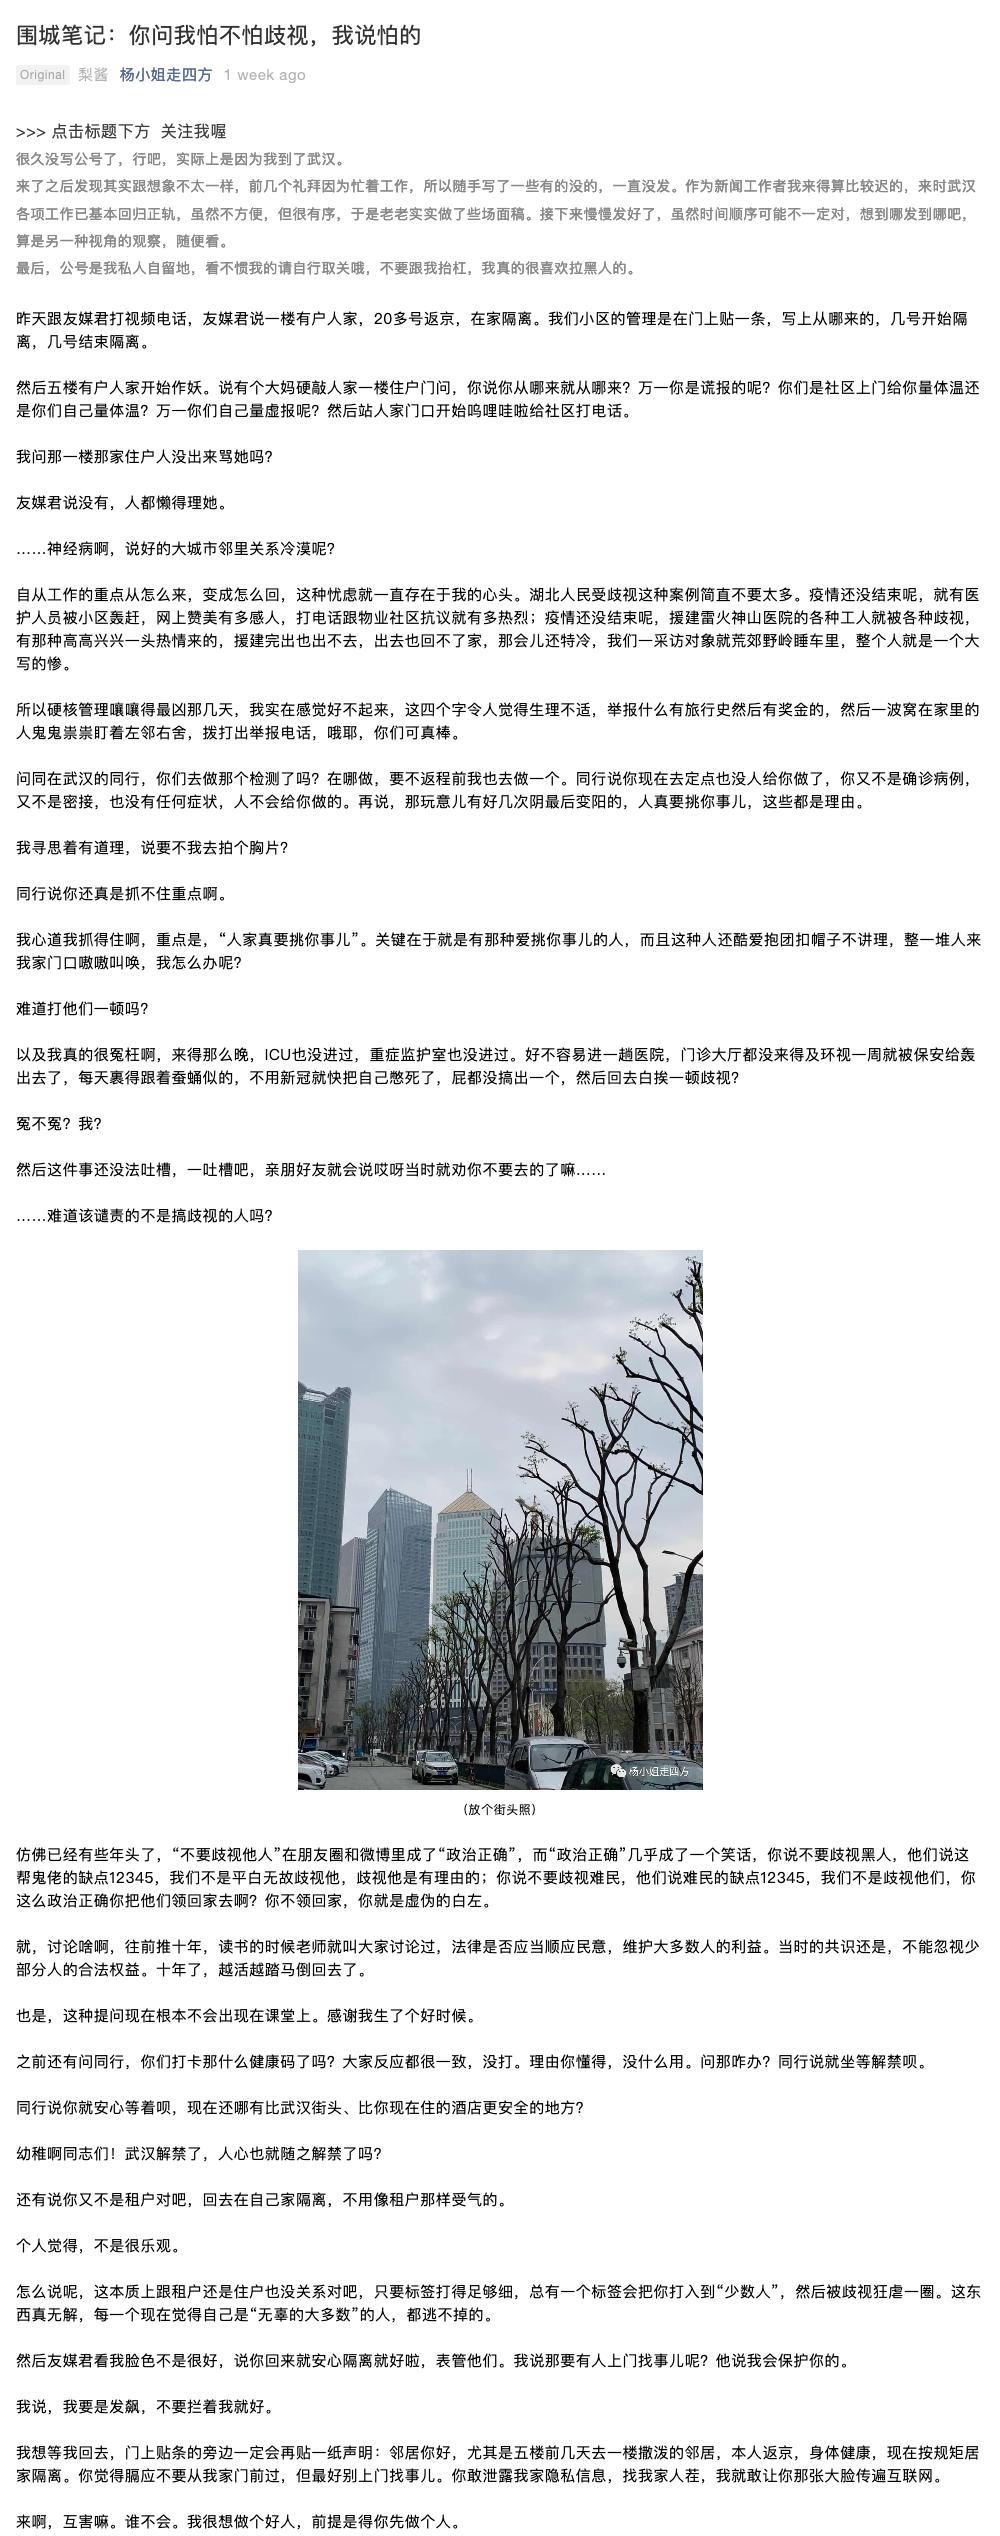 围城笔记：你问我怕不怕歧视，我说怕的
Original 梨酱 杨小姐走四方 1 week ago
>>> 点击标题下方 关注我喔
很久没写公号了，行吧，实际上是因为我到了武汉。
来了之后发现其实跟想象不太一样，前几个礼拜因为忙着工作，所以随手写了一些有的没的，一直没发。作为新闻工作者我来得算比较迟的，来时武汉
各项工作已基本回归正轨，虽然不方便，但很有序，于是老老实实做了些场面稿。接下来慢慢发好了，虽然时间顺序可能不一定对，想到哪发到哪吧，
算是另一种视角的观察，随便看。
最后，公号是我私人自留地，看不惯我的请自行取关哦，不要跟我抬杠，我真的很喜欢拉黑人的。
昨天跟友媒君打视频电话，友媒君说一楼有户人家，20多号返京，在家隔离。我们小区的管理是在门上贴一条，写上从哪来的，几号开始隔
离，几号结束隔离。
然后五楼有户人家开始作妖。说有个大妈硬敲人家一楼住户门问，你说你从哪来就从哪来？万一你是谎报的呢？你们是社区上门给你量体温还
是你们自己量体温？万一你们自己量虚报呢？然后站人家门口开始呜哩哇啦给社区打电话。
我问那一楼那家住户人没出来骂她吗？
友媒君说没有，人都懒得理她。
……神经病啊，说好的大城市邻里关系冷漠呢？
自从工作的重点从怎么来，变成怎么回，这种忧虑就一直存在于我的心头。湖北人民受歧视这种案例简直不要太多。疫情还没结束呢，就有医
护人员被小区轰赶，网上赞美有多感人，打电话跟物业社区抗议就有多热烈；疫情还没结束呢，援建雷火神山医院的各种工人就被各种歧视，
有那种高高兴兴一头热情来的，援建完出也出不去，出去也回不了家，那会儿还特冷，我们一采访对象就荒郊野岭睡车里，整个人就是一个大
写的惨。
所以硬核管理嚷嚷得最凶那几天，我实在感觉好不起来，这四个字令人觉得生理不适，举报什么有旅行史然后有奖金的，然后一波窝在家里的
人鬼鬼祟祟盯着左邻右舍，拨打出举报电话，哦耶，你们可真棒。
问同在武汉的同行，你们去做那个检测了吗？在哪做，要不返程前我也去做一个。同行说你现在去定点也没人给你做了，你又不是确诊病例，
又不是密接，也没有任何症状，人不会给你做的。再说，那玩意儿有好几次阴最后变阳的，人真要挑你事儿，这些都是理由。
我寻思着有道理，说要不我去拍个胸片？
同行说你还真是抓不住重点啊。
我心道我抓得住啊，重点是，“人家真要挑你事儿”。关键在于就是有那种爱挑你事儿的人，而且这种人还酷爱抱团扣帽子不讲理，整一堆人来
我家门口嗷嗷叫唤，我怎么办呢？
难道打他们一顿吗？
以及我真的很冤枉啊，来得那么晚，ICU也没进过，重症监护室也没进过。好不容易进一趟医院，门诊大厅都没来得及环视一周就被保安给轰
出去了，每天裹得跟着蚕蛹似的，不用新冠就快把自己憋死了，屁都没搞出一个，然后回去白挨一顿歧视？
冤不冤？我？
然后这件事还没法吐槽，一吐槽吧，亲朋好友就会说哎呀当时就劝你不要去的了嘛……
……难道该谴责的不是搞歧视的人吗？
杨小姐走四方
（放个街头照）
仿佛已经有些年头了，“不要歧视他人”在朋友圈和微博里成了“政治正确”，而“政治正确”几乎成了一个笑话，你说不要歧视黑人，他们说这
帮鬼佬的缺点12345，我们不是平白无故歧视他，歧视他是有理由的；你说不要歧视难民，他们说难民的缺点12345，我们不是歧视他们，你
这么政治正确你把他们领回家去啊？你不领回家，你就是虚伪的白左。
就，讨论啥啊，往前推十年，读书的时候老师就叫大家讨论过，法律是否应当顺应民意，维护大多数人的利益。当时的共识还是，不能忽视少
部分人的合法权益。十年了，越活越踏马倒回去了。
也是，这种提问现在根本不会出现在课堂上。感谢我生了个好时候。
之前还有问同行，你们打卡那什么健康码了吗？大家反应都很一致，没打。理由你懂得，没什么用。问那咋办？同行说就坐等解禁呗。
同行说你就安心等着呗，现在还哪有比武汉街头、比你现在住的酒店更安全的地方？
幼稚啊同志们！武汉解禁了，人心也就随之解禁了吗？
还有说你又不是租户对吧，回去在自己家隔离，不用像租户那样受气的。
个人觉得，不是很乐观。
怎么说呢，这本质上跟租户还是住户也没关系对吧，只要标签打得足够细，总有一个标签会把你打入到“少数人”，然后被歧视狂虐一圈。这东
西真无解，每一个现在觉得自己是“无辜的大多数”的人，都逃不掉的。
然后友媒君看我脸色不是很好，说你回来就安心隔离就好啦，表管他们。我说那要有人上门找事儿呢？他说我会保护你的。
我说，我要是发飙，不要拦着我就好。
我想等我回去，门上贴条的旁边一定会再贴一纸声明：邻居你好，尤其是五楼前几天去一楼撒泼的邻居，本人返京，身体健康，现在按规矩居
家隔离。你觉得膈应不要从我家门前过，但最好别上门找事儿。你敢泄露我家隐私信息，找我家人茬，我就敢让你那张大脸传遍互联网。
来啊，互害嘛。谁不会。我很想做个好人，前提是得你先做个人。